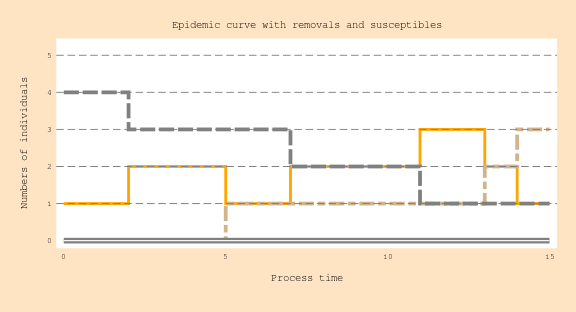 Epidemic curve with removals and susceptibles
Numbers of individuals
5
4
3
2
1
0
0 5 10 15
Process time